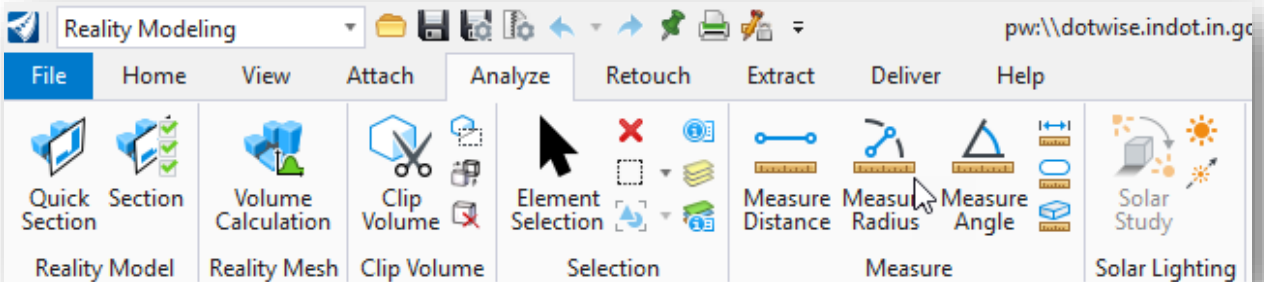 Reality Modeling
pw:\\dotwise.indot.in.go
File Home View Attach Analyze Retouch Extract Deliver Help
Quick Section Section Volume Calculation Clip Volume Element Selection Measure Distance Measure Radius Measure Angle Solar Study
Reality Model Reality Mesh Clip Volume Selection Measure Solar Lighting